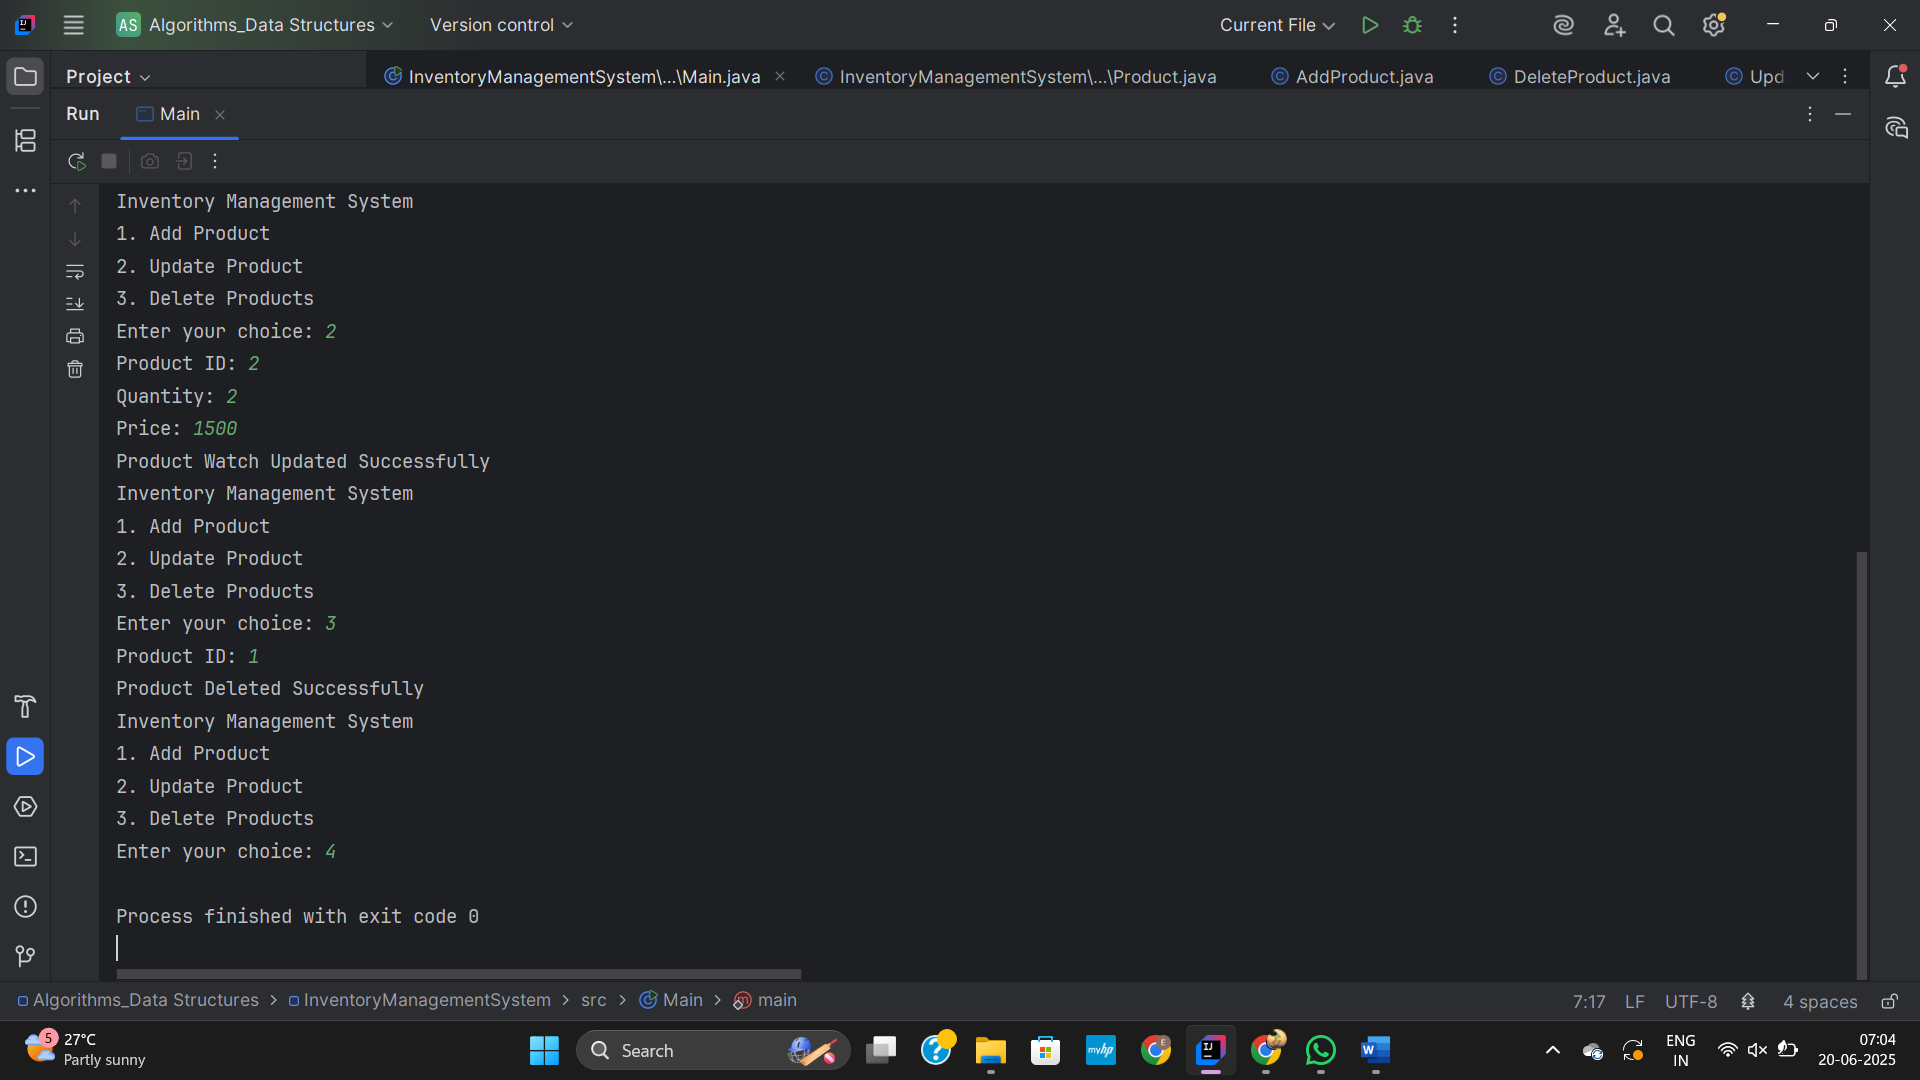 AS Algorithms_Data Structures Version control Current File
Project InventoryManagementSystem\...\Main.java InventoryManagementSystem\...\Product.java AddProduct.java DeleteProduct.java Upd
Run Main
Inventory Management System
1. Add Product
2. Update Product
3. Delete Products
Enter your choice: 2
Product ID: 2
Quantity: 2
Price: 1500
Product Watch Updated Successfully
Inventory Management System
1. Add Product
2. Update Product
3. Delete Products
Enter your choice: 3
Product ID: 1
Product Deleted Successfully
Inventory Management System
1. Add Product
2. Update Product
3. Delete Products
Enter your choice: 4
Process finished with exit code 0
Algorithms_Data Structures > InventoryManagementSystem > src > Main > main 7:17 LF UTF-8 4 spaces
5 27°C
Partly sunny
Search
myhp
ENG
IN
07:04
20-06-2025